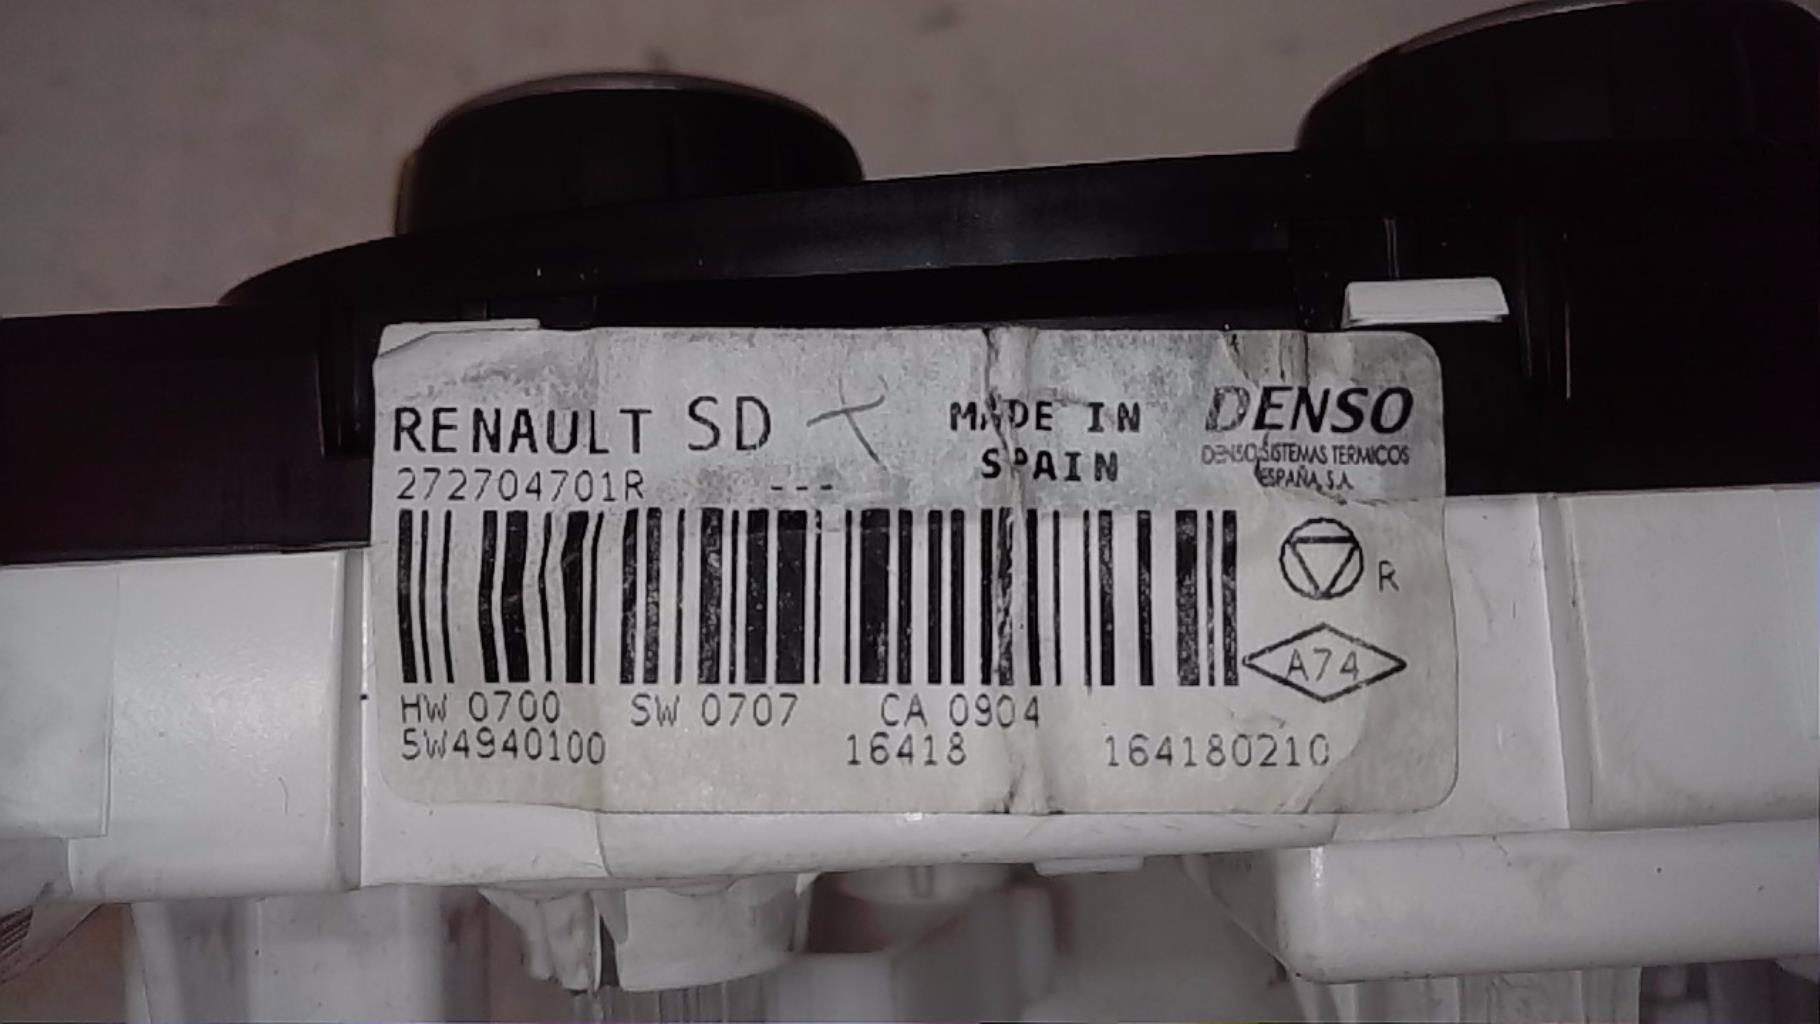 RENAULT SD
MADE IN
SPAIN
DENSO
DENSO SISTEMAS TERMICOS
ESPAÑA, S.A.
272704701R ---
R
A74
HW 0700 SW 0707 CA 0904
5W4940100 16418 164180210